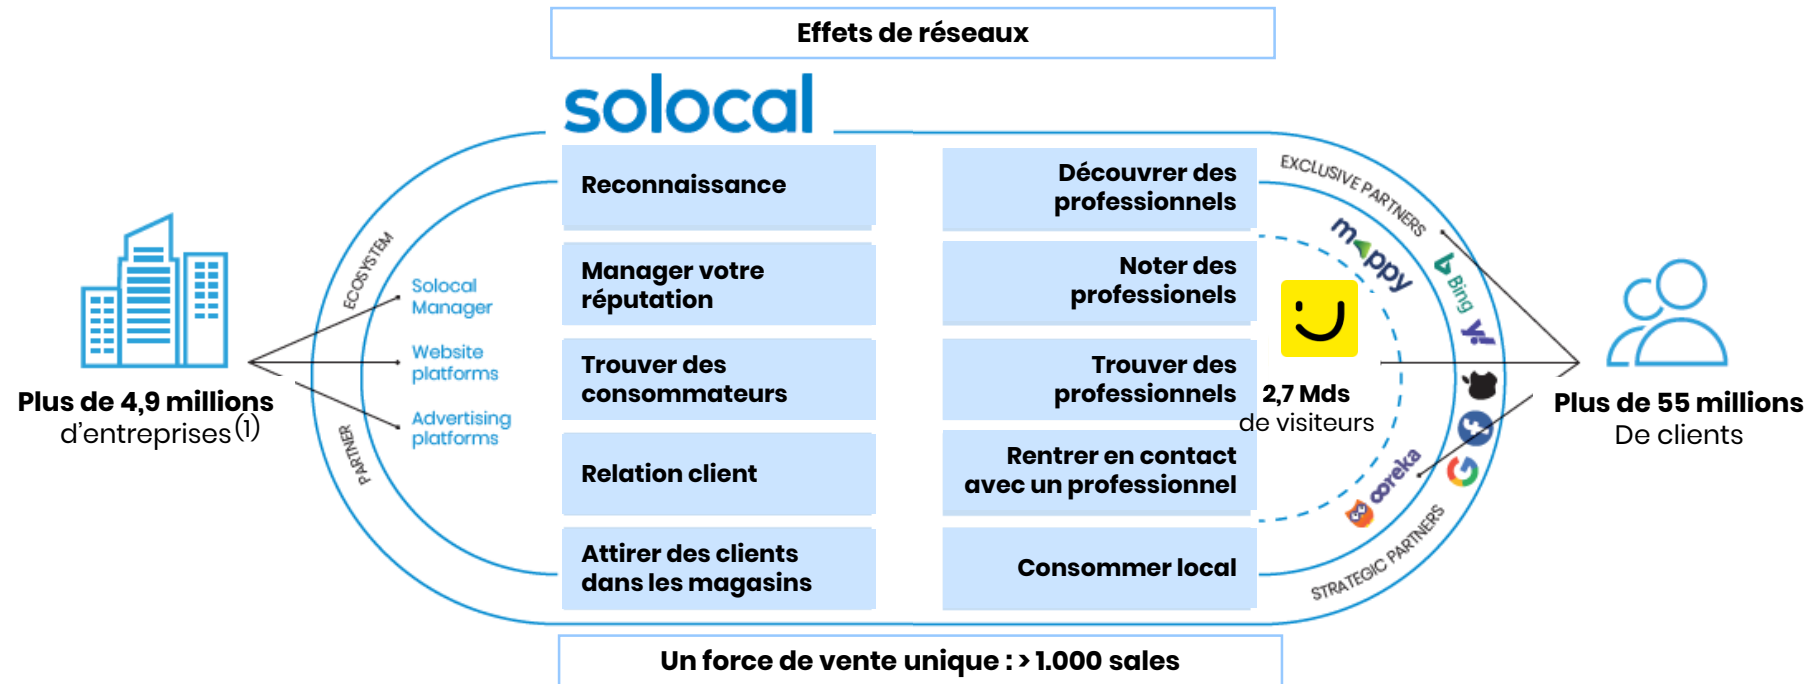 Effets de réseaux
solocal
Reconnaissance
Manager votre
réputation
Trouver des
consommateurs
Relation client
Attirer des clients
dans les magasins
Découvrer des
professionnels
Noter des
professionels
Trouver des
professionnels
Rentrer en contact
avec un professionnel
Consommer local
ECOSYSTEM
PARTNER
Solocal
Manager
Website
platforms
Advertising
platforms
Plus de 4,9 millions
d’entreprises(1)
EXCLUSIVE PARTNERS
mappy
Bing
y!
ooreka
G
STRATEGIC PARTNERS
2,7 Mds
de visiteurs
Plus de 55 millions
De clients
Un force de vente unique : > 1.000 sales